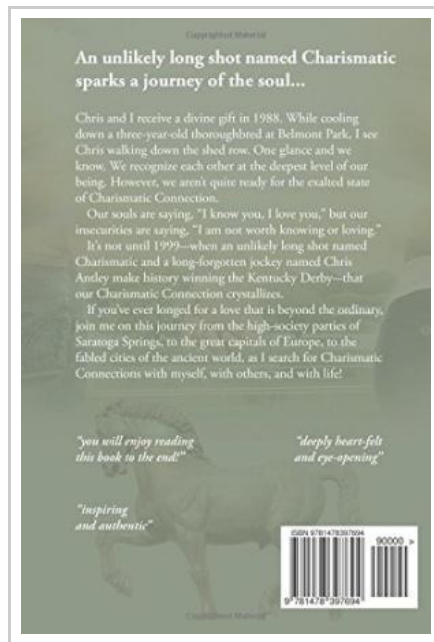 Copyrighted Material
An unlikely long shot named Charismatic
sparks a journey of the soul...
Chris and I receive a divine gift in 1988. While cooling
down a three-year-old thoroughbred at Belmont Park, I see
Chris walking down the shed row. One glance and we
know. We recognize each other at the deepest level of our
being. However, we aren't quite ready for the exalted state
of Charismatic Connection.
Our souls are saying, "I know you, I love you," but our
insecurities are saying, "I am not worth knowing or loving."
It's not until 1999—when an unlikely long shot named
Charismatic and a long-forgotten jockey named Chris
Antley make history winning the Kentucky Derby—that
our Charismatic Connection crystallizes.
If you've ever longed for a love that is beyond the ordinary,
join me on this journey from the high-society parties of
Saratoga Springs, to the great capitals of Europe, to the
fabled cities of the ancient world, as I search for Charismatic
Connections with myself, with others, and with life!
"you will enjoy reading
this book to the end!"
"deeply heart-felt
and eye-opening"
"inspiring
and authentic"
ISBN 9781478397694
90000 >
9 781478 397694
Copyrighted Material